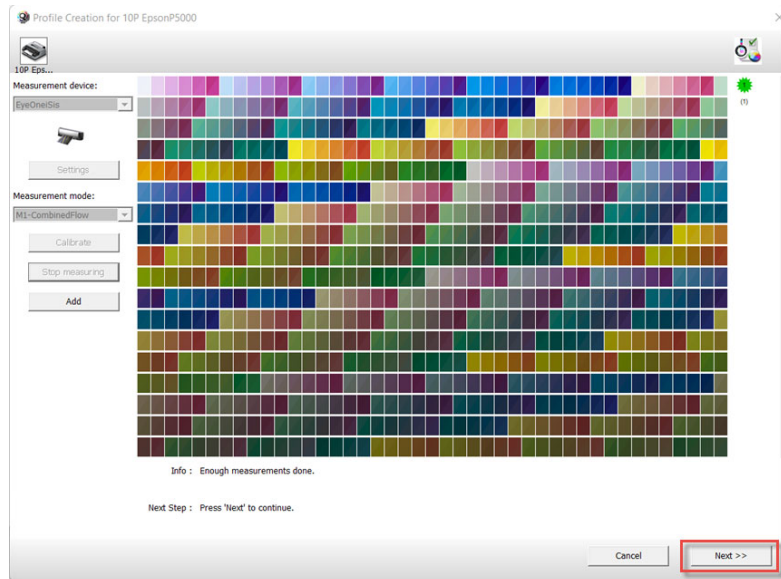 Profile Creation for 10P EpsonP5000
10P Eps...
Measurement device:
EyeOneiSis
(1)
Settings
Measurement mode:
M1-CombinedFlow
Calibrate
Stop measuring
Add
Info : Enough measurements done.
Next Step : Press 'Next' to continue.
Cancel
Next >>